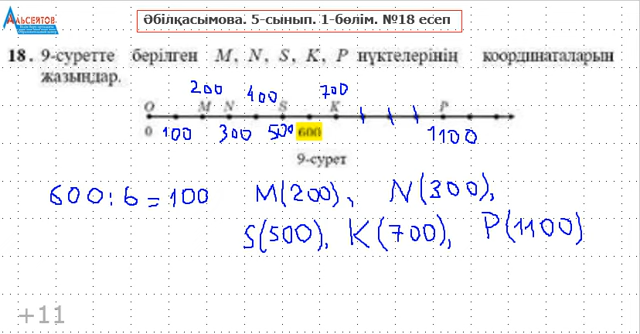 АЛЬСЕИТОВ
Әбілқасымова. 5-сынып. 1-бөлім. №18 есеп
18. 9-суретте берілген M, N, S, K, P нүктелерінің координаталарын
жазыңдар.
200 400 700
O M N S K P
0 100 300 500 600 1100
9-сурет
600:6=100 M(200), N(300),
S(500), K(700), P(1100)
+11